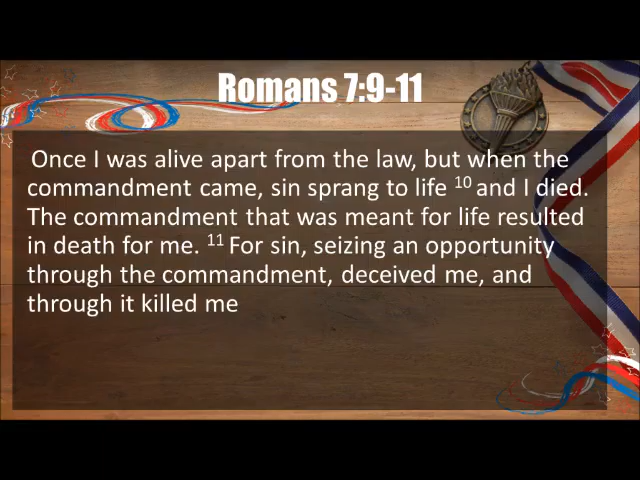 Romans 7:9-11
Once I was alive apart from the law, but when the
commandment came, sin sprang to life ¹⁰ and I died.
The commandment that was meant for life resulted
in death for me. ¹¹ For sin, seizing an opportunity
through the commandment, deceived me, and
through it killed me